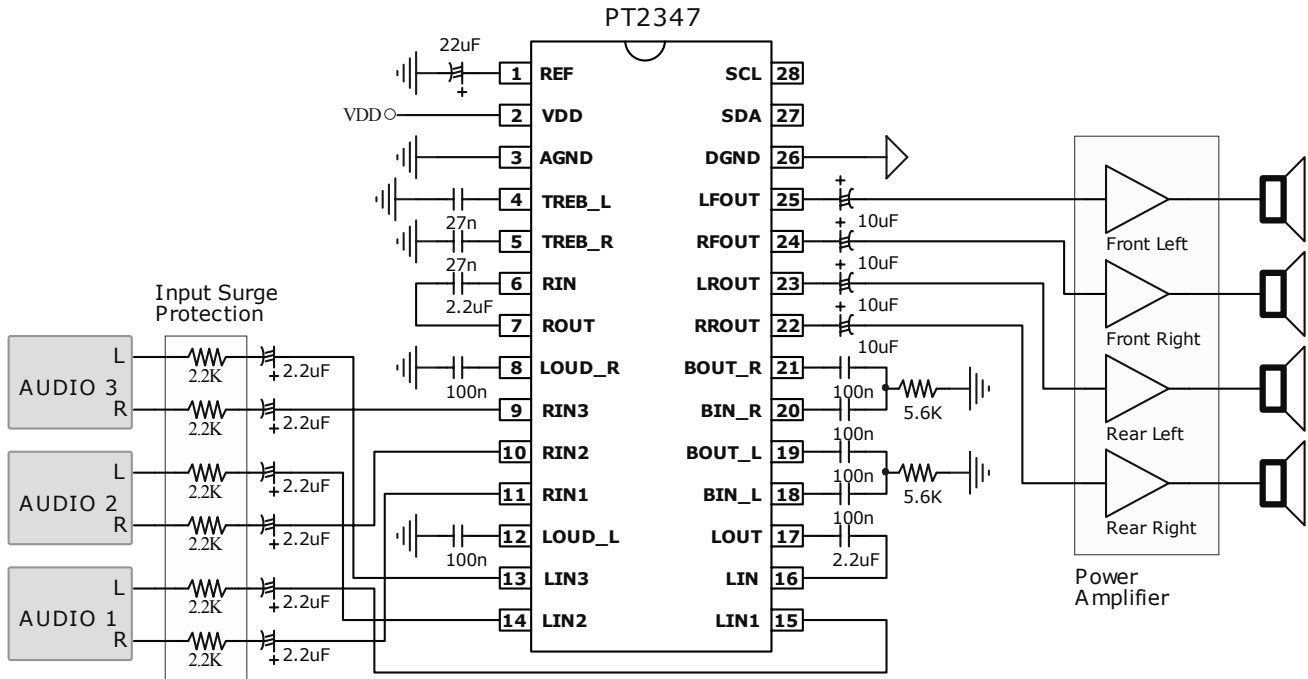 PT2347
22uF
+
1 REF
VDD
2 VDD
3 AGND
4 TREB_L
27n
5 TREB_R
27n
6 RIN
2.2uF
7 ROUT
8 LOUD_R
100n
9 RIN3
10 RIN2
11 RIN1
12 LOUD_L
100n
13 LIN3
14 LIN2
SCL 28
SDA 27
DGND 26
LFOUT 25
+
10uF
RFOUT 24
+
10uF
LROUT 23
+
10uF
RROUT 22
+
10uF
BOUT_R 21
100n
BIN_R 20
100n
5.6K
BOUT_L 19
100n
BIN_L 18
100n
5.6K
LOUT 17
2.2uF
LIN 16
LIN1 15
Input Surge
Protection
AUDIO 3
L
2.2K
+ 2.2uF
R
2.2K
+ 2.2uF
AUDIO 2
L
2.2K
+ 2.2uF
R
2.2K
+ 2.2uF
AUDIO 1
L
2.2K
+ 2.2uF
R
2.2K
+ 2.2uF
Front Left
Front Right
Rear Left
Rear Right
Power
Amplifier